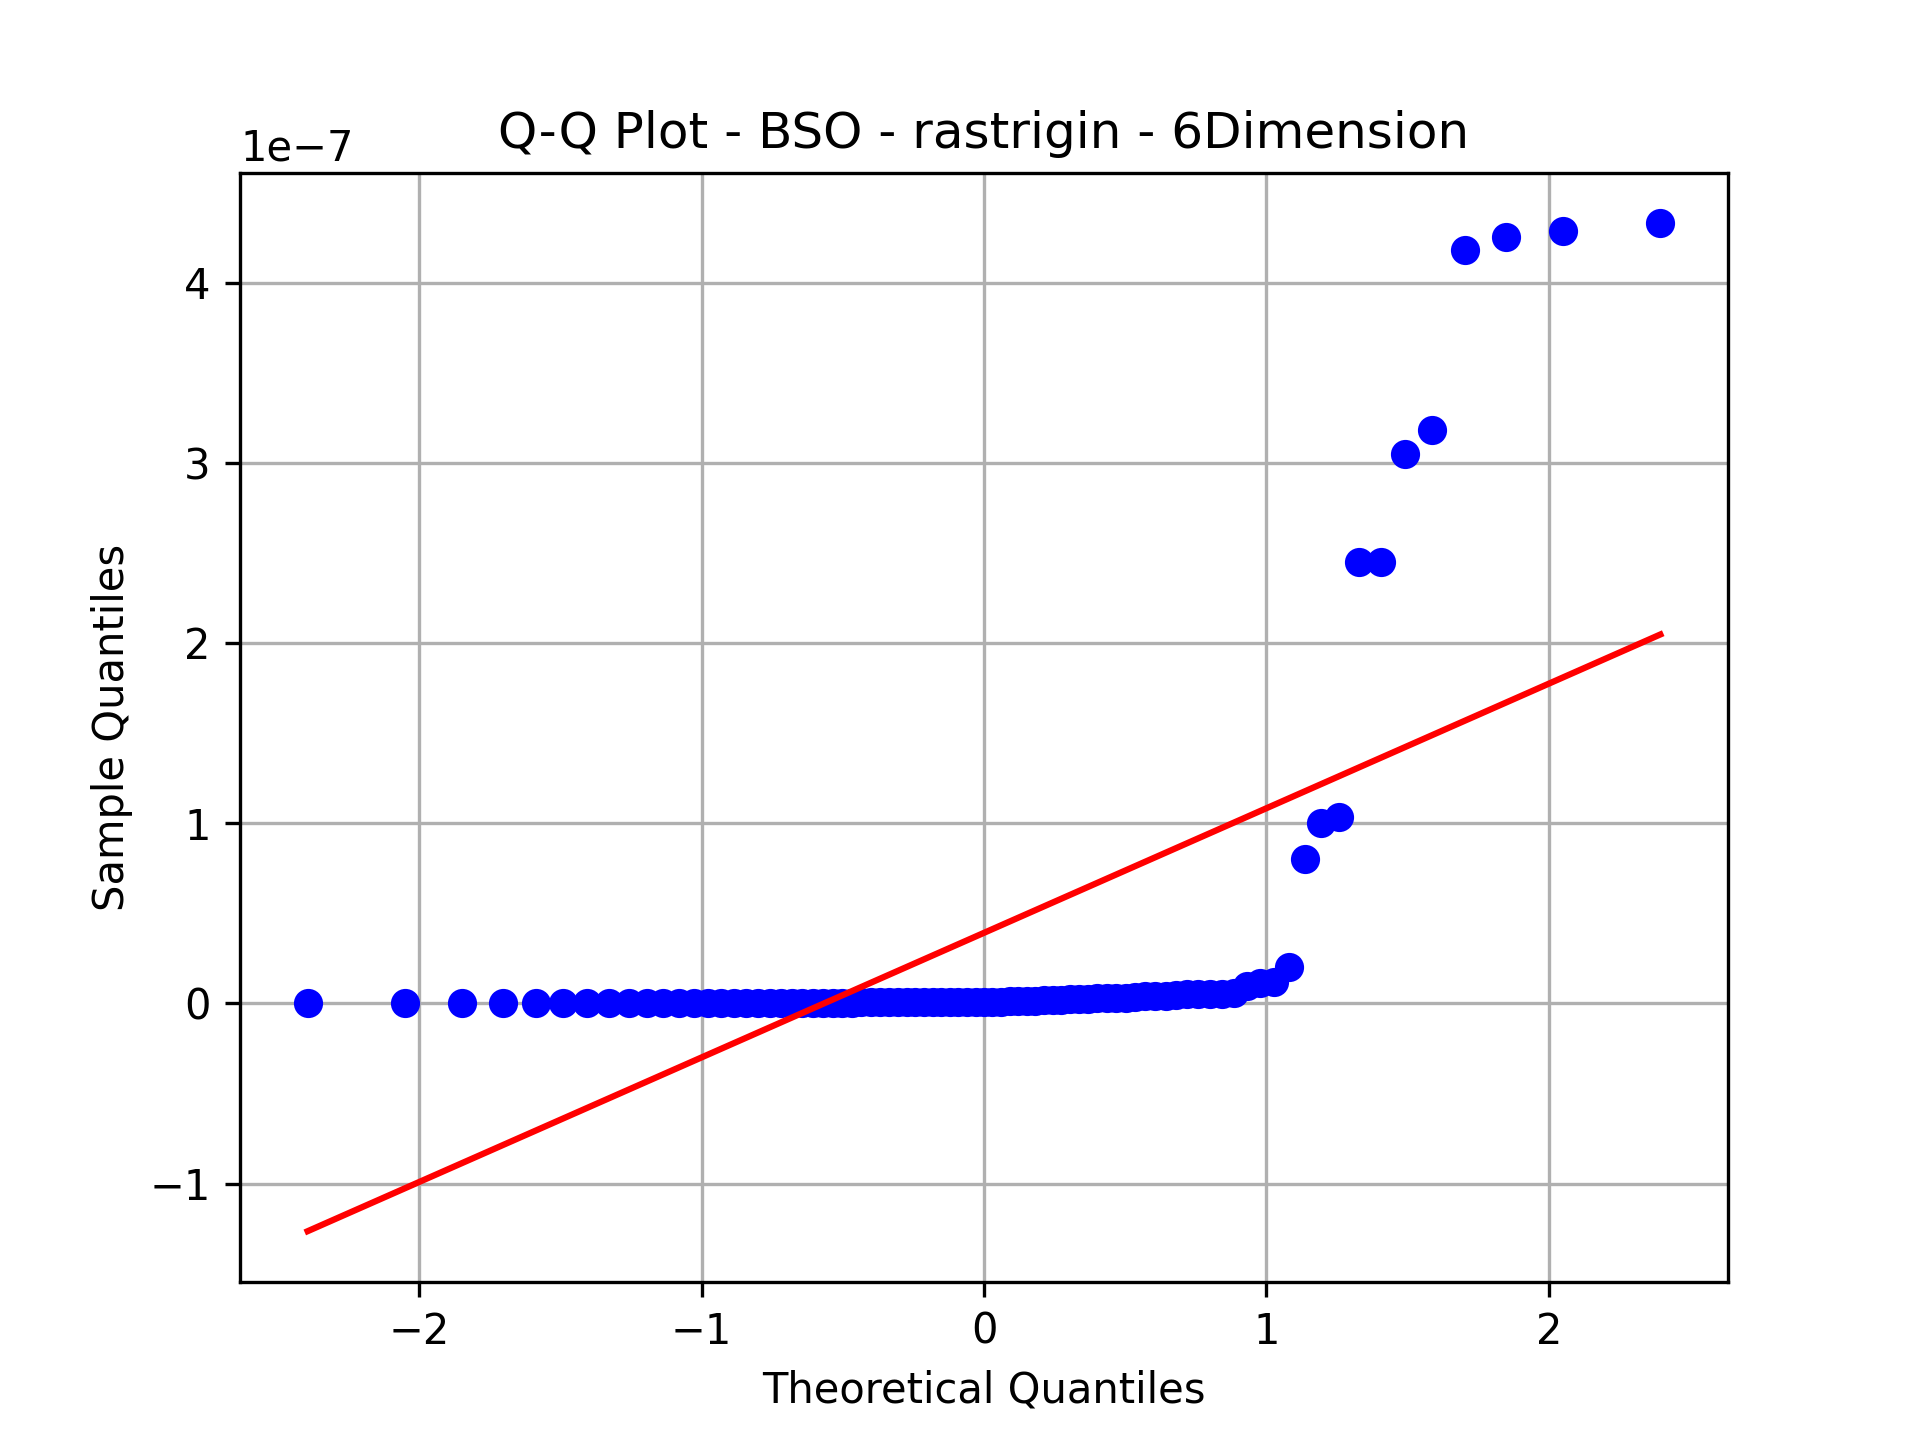 Q-Q Plot - BSO - rastrigin - 6Dimension
1e−7
4
3
2
1
0
−1
Sample Quantiles
−2 −1 0 1 2
Theoretical Quantiles